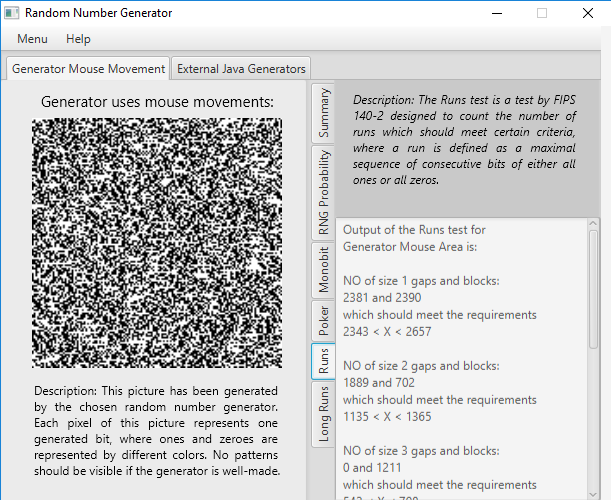 Random Number Generator
Menu Help
Generator Mouse Movement External Java Generators
Generator uses mouse movements:
Description: This picture has been generated
by the chosen random number generator.
Each pixel of this picture represents one
generated bit, where ones and zeroes are
represented by different colors. No patterns
should be visible if the generator is well-made.
Summary
RNG Probability
Monobit
Poker
Runs
Long Runs
Description: The Runs test is a test by FIPS
140-2 designed to count the number of
runs which should meet certain criteria,
where a run is defined as a maximal
sequence of consecutive bits of either all
ones or all zeros.
Output of the Runs test for
Generator Mouse Area is:
NO of size 1 gaps and blocks:
2381 and 2390
which should meet the requirements
2343 < X < 2657
NO of size 2 gaps and blocks:
1889 and 702
which should meet the requirements
1135 < X < 1365
NO of size 3 gaps and blocks:
0 and 1211
which should meet the requirements